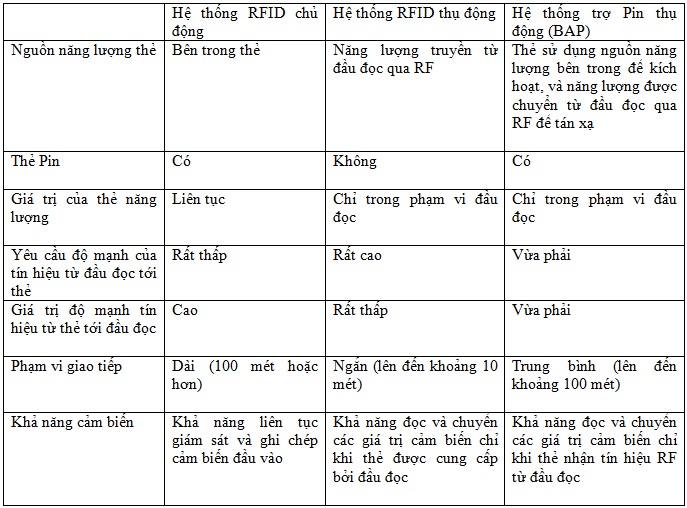 Hệ thống RFID chủ
động
Hệ thống RFID thụ động
Hệ thống trợ Pin thụ
động (BAP)
Nguồn năng lượng thẻ
Bên trong thẻ
Năng lượng truyền từ
đầu đọc qua RF
Thẻ sử dụng nguồn năng
lượng bên trong để kích
hoạt, và năng lượng được
chuyển từ đầu đọc qua
RF để tán xạ
Thẻ Pin
Có
Không
Có
Giá trị của thẻ năng
lượng
Liên tục
Chỉ trong phạm vi đầu
đọc
Chỉ trong phạm vi đầu
đọc
Yêu cầu độ mạnh của
tín hiệu từ đầu đọc tới
thẻ
Rất thấp
Rất cao
Vừa phải
Giá trị độ mạnh tín
hiệu từ thẻ tới đầu đọc
Cao
Rất thấp
Vừa phải
Phạm vi giao tiếp
Dài (100 mét hoặc
hơn)
Ngắn (lên đến khoảng 10
mét)
Trung bình (lên đến
khoảng 100 mét)
Khả năng cảm biến
Khả năng liên tục
giám sát và ghi chép
cảm biến đầu vào
Khả năng đọc và chuyển
các giá trị cảm biến chỉ
khi thẻ được cung cấp
bởi đầu đọc
Khả năng đọc và chuyển
các giá trị cảm biến chỉ
khi thẻ nhận tín hiệu RF
từ đầu đọc